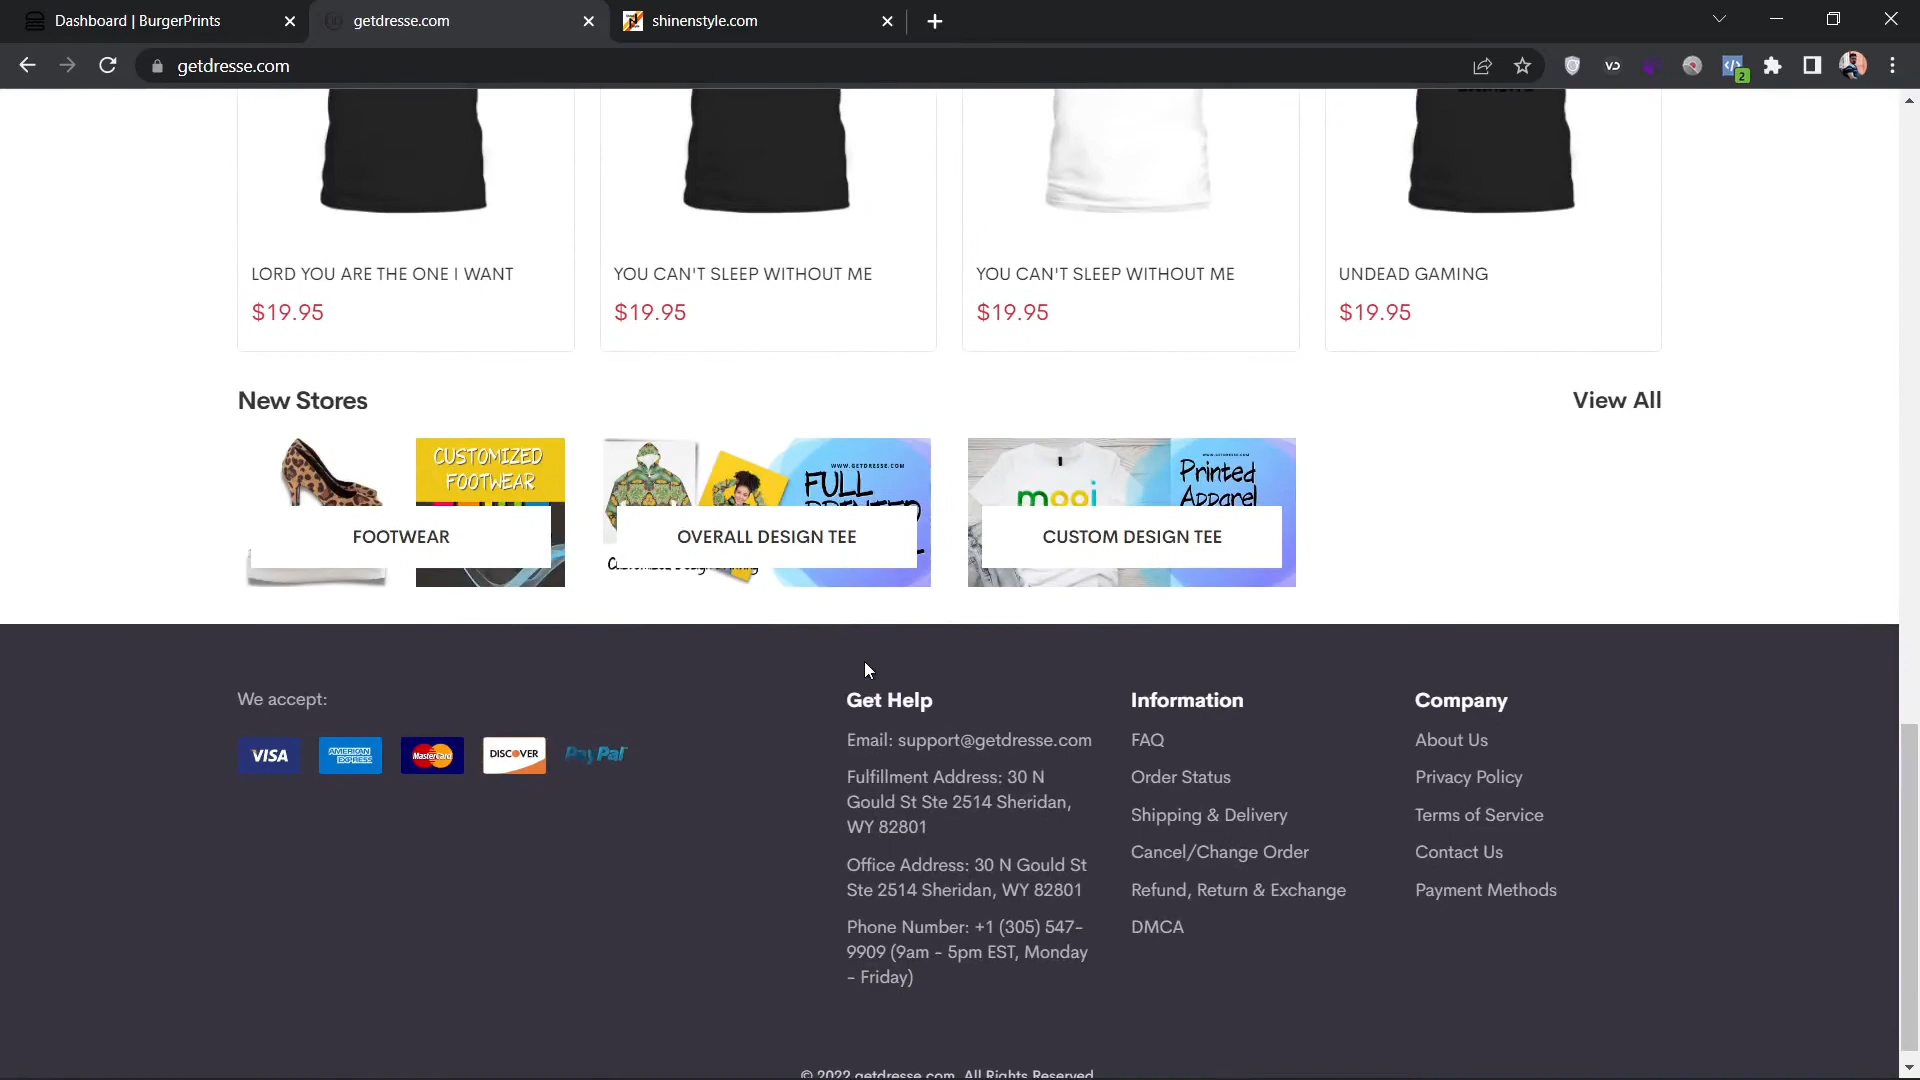 Dashboard | BurgerPrints
getdresse.com
shinenstyle.com
getdresse.com
2
LORD YOU ARE THE ONE I WANT
$19.95
YOU CAN'T SLEEP WITHOUT ME
$19.95
YOU CAN'T SLEEP WITHOUT ME
$19.95
UNDEAD GAMING
$19.95
New Stores
View All
CUSTOMIZED
FOOTWEAR
FOOTWEAR
WWW.GETDRESSE.COM
FULL
OVERALL DESIGN TEE
WWW.GETDRESSE.COM
Printed
Apparel
mooi
CUSTOM DESIGN TEE
We accept:
VISA
AMERICAN
EXPRESS
MasterCard
DISCOVER
PayPal
Get Help
Email: support@getdresse.com
Fulfillment Address: 30 N
Gould St Ste 2514 Sheridan,
WY 82801
Office Address: 30 N Gould St
Ste 2514 Sheridan, WY 82801
Phone Number: +1 (305) 547-
9909 (9am - 5pm EST, Monday
- Friday)
Information
FAQ
Order Status
Shipping & Delivery
Cancel/Change Order
Refund, Return & Exchange
DMCA
Company
About Us
Privacy Policy
Terms of Service
Contact Us
Payment Methods
© 2022 getdresse.com. All Rights Reserved